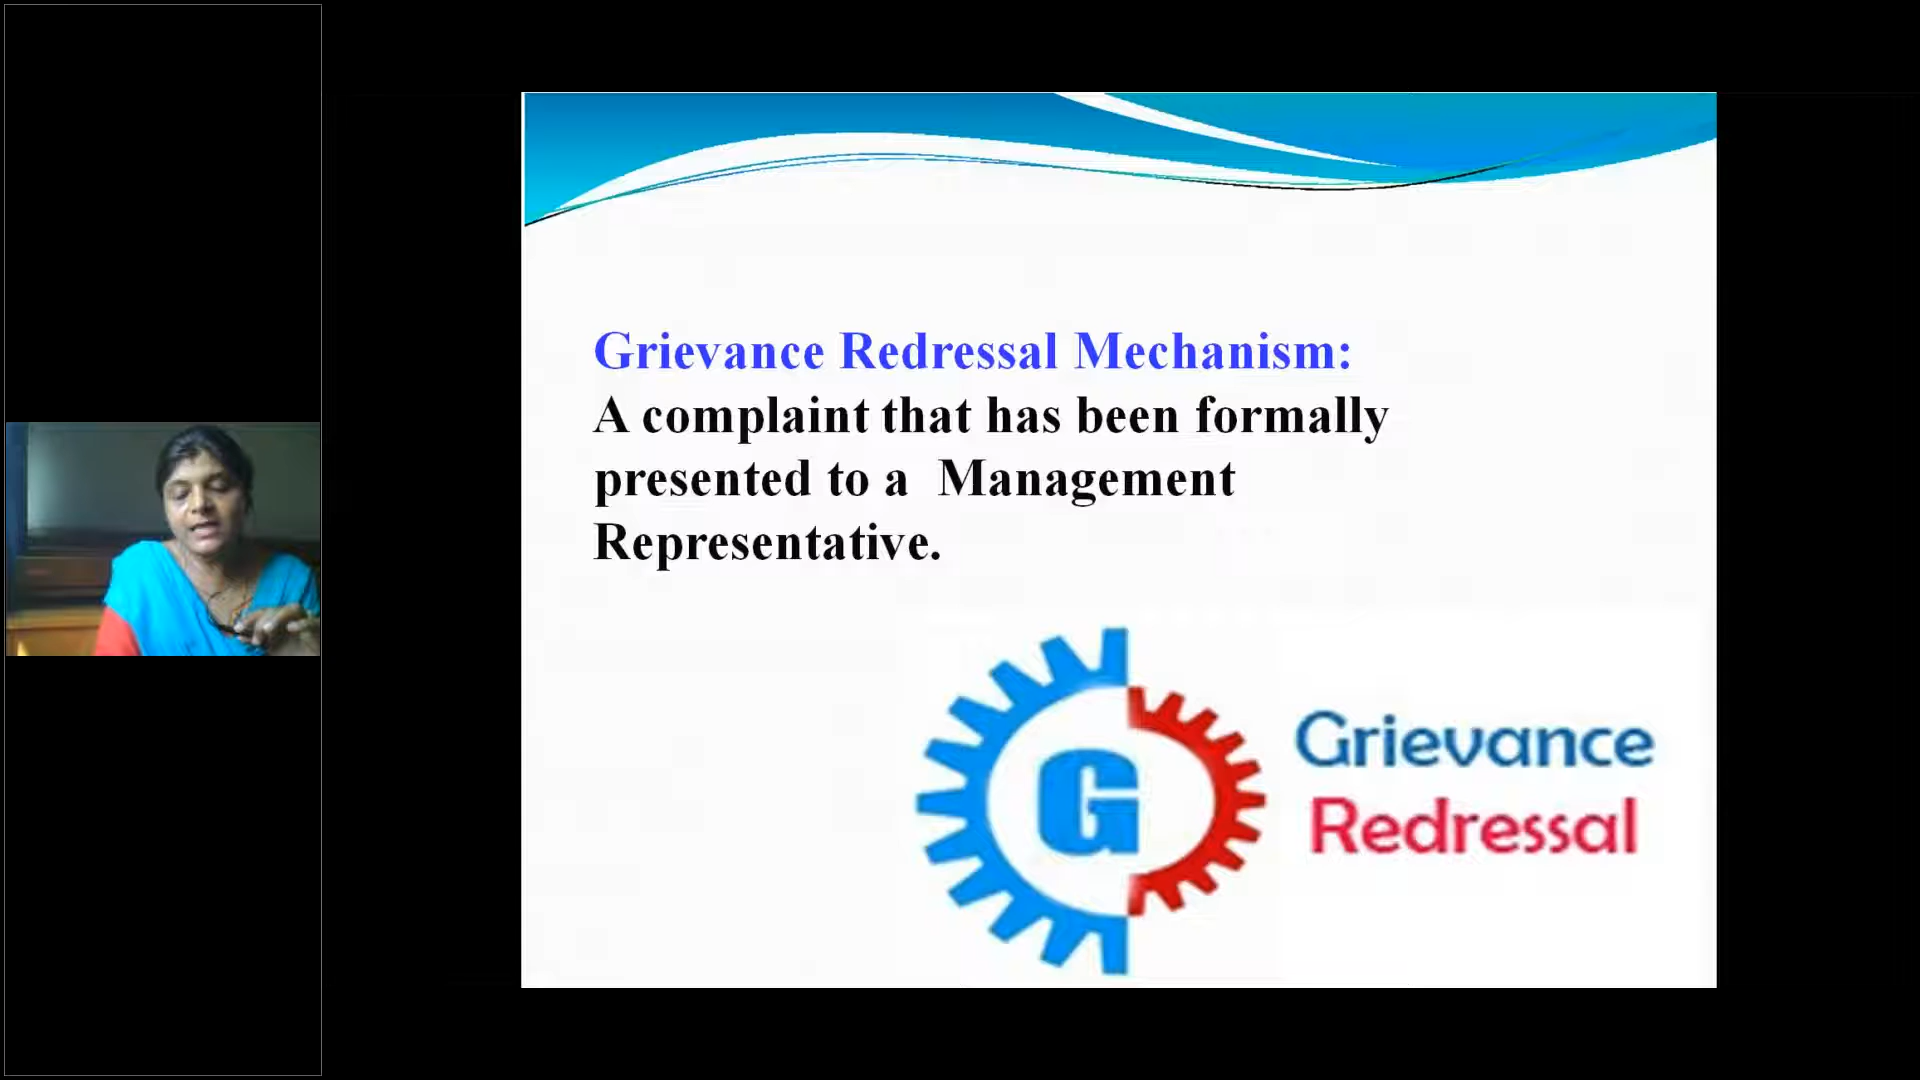 Grievance Redressal Mechanism:
A complaint that has been formally
presented to a  Management
Representative.
G
Grievance
Redressal